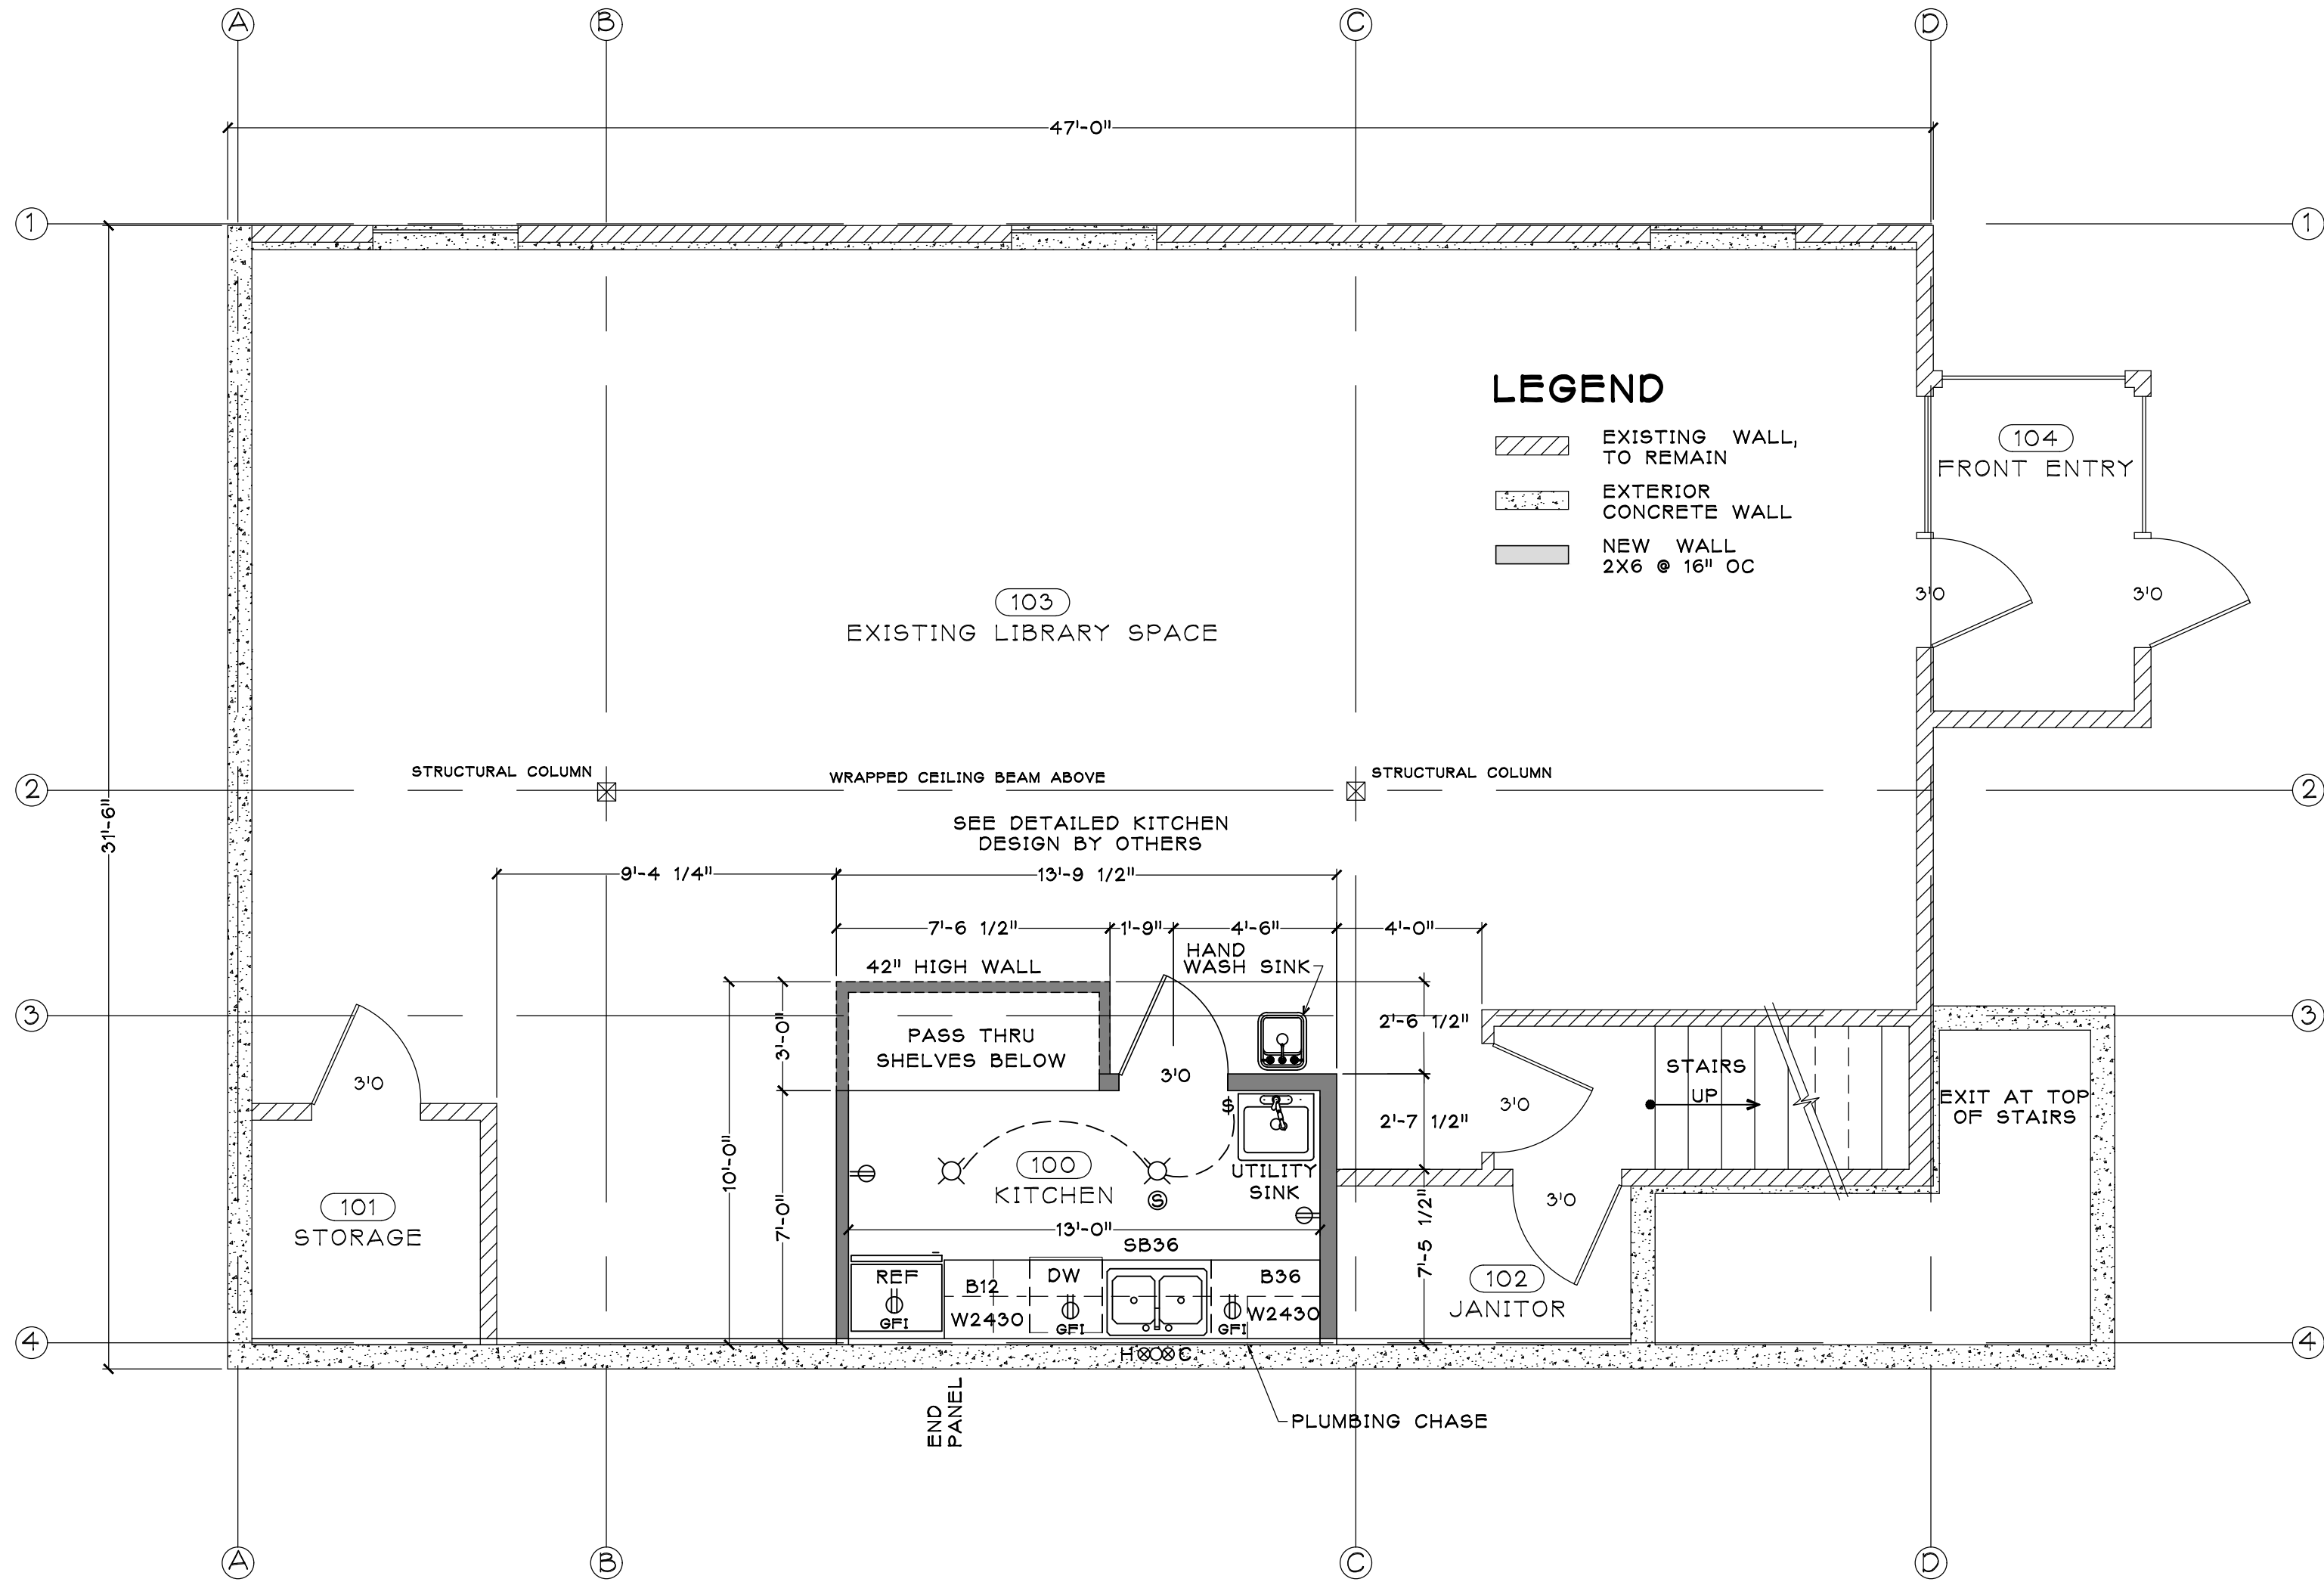 A B C D
47'-0"
1 1
LEGEND
EXISTING WALL,
TO REMAIN
EXTERIOR
CONCRETE WALL
NEW WALL
2X6 @ 16" OC
104
FRONT ENTRY
3'0 3'0
103
EXISTING LIBRARY SPACE
STRUCTURAL COLUMN
WRAPPED CEILING BEAM ABOVE
STRUCTURAL COLUMN
2 2
31'-6"
SEE DETAILED KITCHEN
DESIGN BY OTHERS
9'-4 1/4" 13'-9 1/2"
7'-6 1/2" 1'-9" 4'-6" 4'-0"
42" HIGH WALL
HAND
WASH SINK
3 3
3'-0"
2'-6 1/2"
PASS THRU
SHELVES BELOW
3'0
3'0
3'0
STAIRS
UP
EXIT AT TOP
OF STAIRS
2'-7 1/2"
10'-0"
7'-0"
S
100
KITCHEN
S
UTILITY
SINK
3'0
101
STORAGE
13'-0"
7'-5 1/2"
SB36
REF
GFI
B12
W2430
DW
GFI
B36
W2430
GFI
102
JANITOR
4 4
H C
END
PANEL
PLUMBING CHASE
A B C D